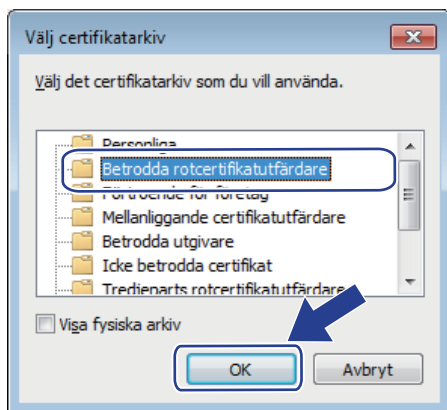 Välj certifikatarkiv
Välj det certifikatarkiv som du vill använda.
Personliga
Betrodda rotcertifikatutfärdare
Förtroende för företag
Mellanliggande certifikatutfärdare
Betrodda utgivare
Icke betrodda certifikat
Tredjeparts rotcertifikatutfärdare
Visa fysiska arkiv
OK
Avbryt